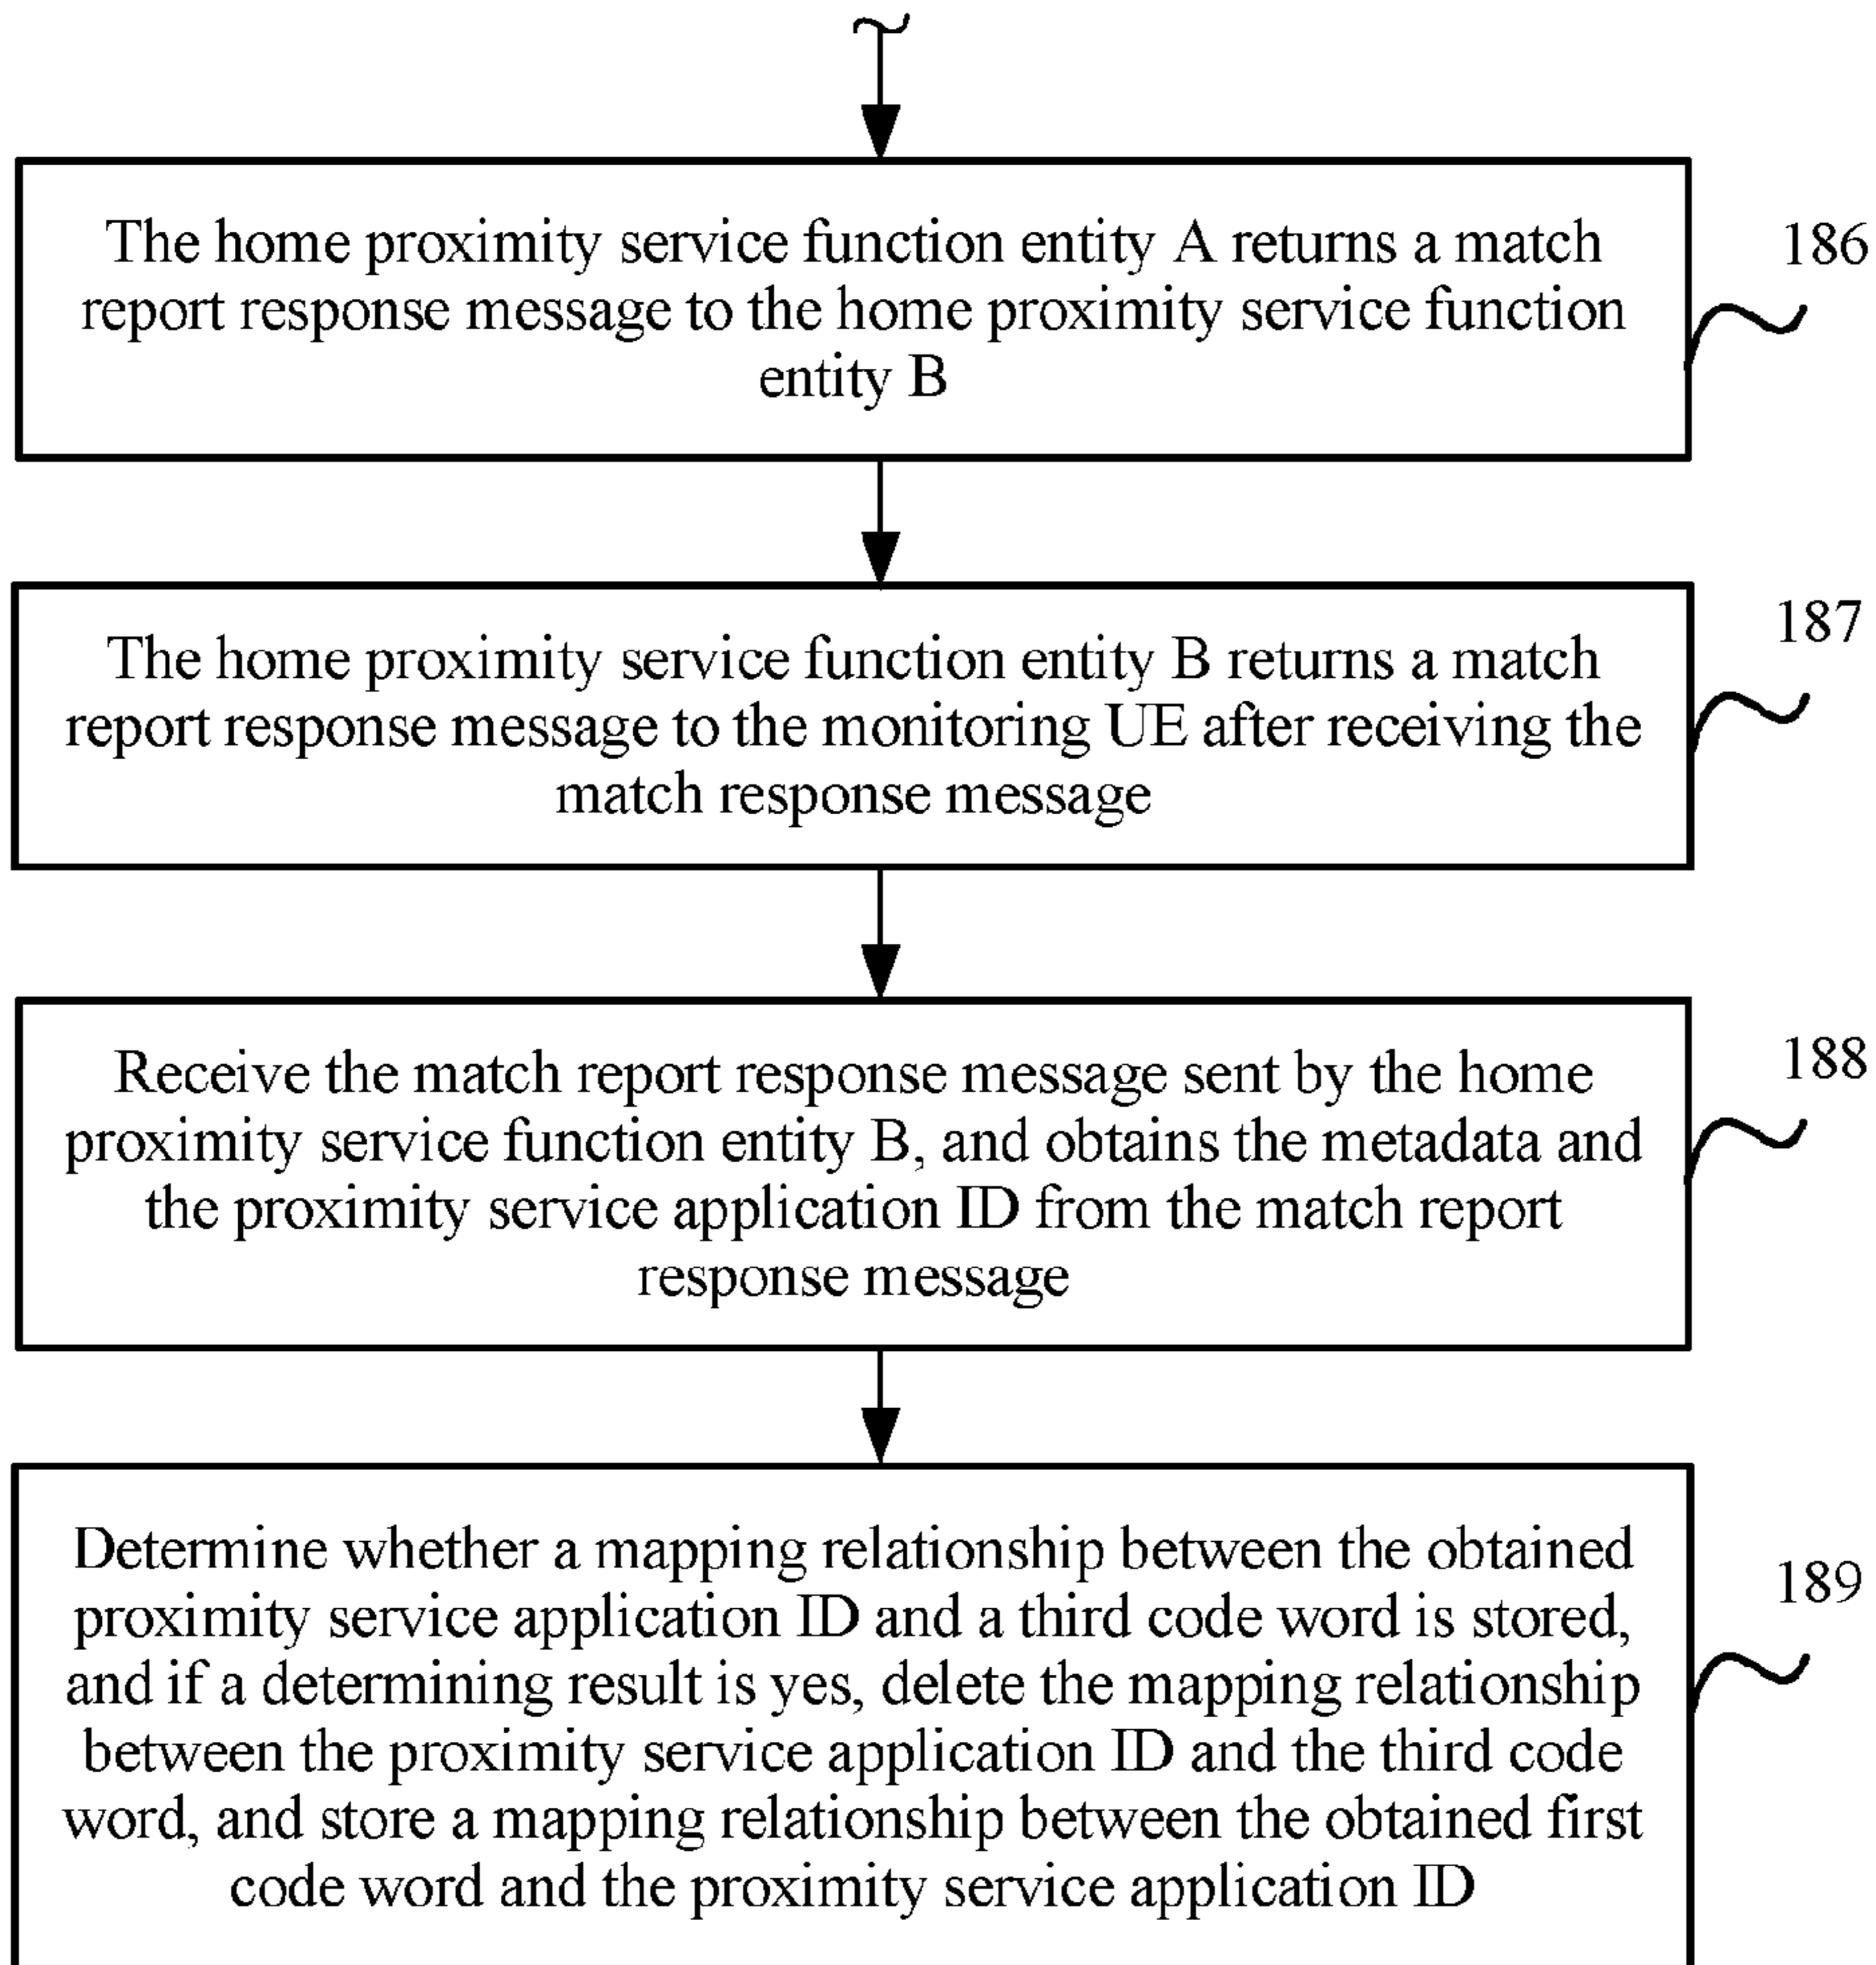 The home proximity service function entity A returns a match
report response message to the home proximity service function
entity B
186
The home proximity service function entity B returns a match
report response message to the monitoring UE after receiving the
match response message
187
Receive the match report response message sent by the home
proximity service function entity B, and obtains the metadata and
the proximity service application ID from the match report
response message
188
Determine whether a mapping relationship between the obtained
proximity service application ID and a third code word is stored,
and if a determining result is yes, delete the mapping relationship
between the proximity service application ID and the third code
word, and store a mapping relationship between the obtained first
code word and the proximity service application ID
189